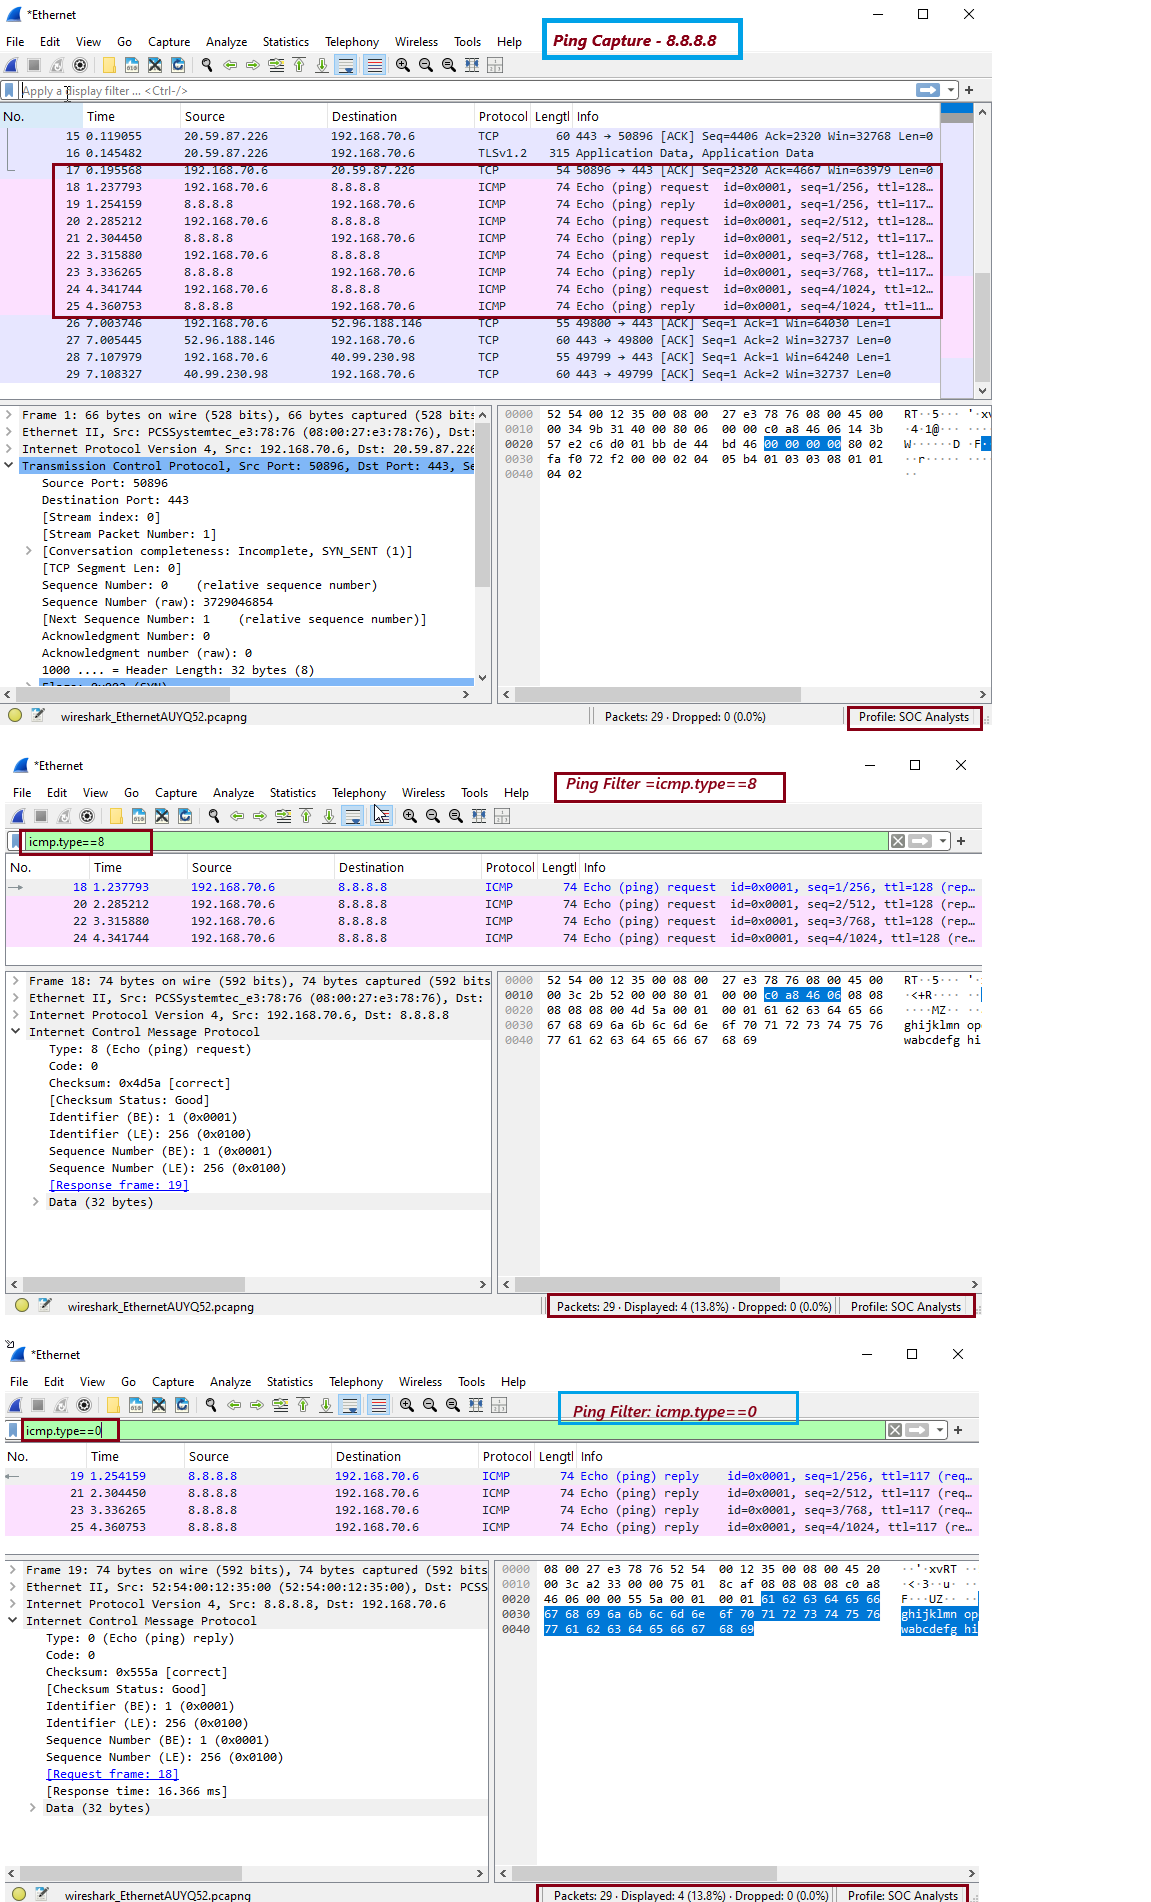 *Ethernet
Ping Capture - 8.8.8.8
File Edit View Go Capture Analyze Statistics Telephony Wireless Tools Help
Apply a display filter ... <Ctrl-/>
No. Time Source Destination Protocol Lengtl Info
15 0.119055 20.59.87.226 192.168.70.6 TCP 60 443 → 50896 [ACK] Seq=4406 Ack=2320 Win=32768 Len=0
16 0.145482 20.59.87.226 192.168.70.6 TLSv1.2 315 Application Data, Application Data
17 0.195568 192.168.70.6 20.59.87.226 TCP 54 50896 → 443 [ACK] Seq=2320 Ack=4667 Win=63979 Len=0
18 1.237793 192.168.70.6 8.8.8.8 ICMP 74 Echo (ping) request id=0x0001, seq=1/256, ttl=128…
19 1.254159 8.8.8.8 192.168.70.6 ICMP 74 Echo (ping) reply id=0x0001, seq=1/256, ttl=117…
20 2.285212 192.168.70.6 8.8.8.8 ICMP 74 Echo (ping) request id=0x0001, seq=2/512, ttl=128…
21 2.304450 8.8.8.8 192.168.70.6 ICMP 74 Echo (ping) reply id=0x0001, seq=2/512, ttl=117…
22 3.315880 192.168.70.6 8.8.8.8 ICMP 74 Echo (ping) request id=0x0001, seq=3/768, ttl=128…
23 3.336265 8.8.8.8 192.168.70.6 ICMP 74 Echo (ping) reply id=0x0001, seq=3/768, ttl=117…
24 4.341744 192.168.70.6 8.8.8.8 ICMP 74 Echo (ping) request id=0x0001, seq=4/1024, ttl=12…
25 4.360753 8.8.8.8 192.168.70.6 ICMP 74 Echo (ping) reply id=0x0001, seq=4/1024, ttl=11…
26 7.003746 192.168.70.6 52.96.188.146 TCP 55 49800 → 443 [ACK] Seq=1 Ack=1 Win=64030 Len=1
27 7.005445 52.96.188.146 192.168.70.6 TCP 60 443 → 49800 [ACK] Seq=1 Ack=2 Win=32737 Len=0
28 7.107979 192.168.70.6 40.99.230.98 TCP 55 49799 → 443 [ACK] Seq=1 Ack=1 Win=64240 Len=1
29 7.108327 40.99.230.98 192.168.70.6 TCP 60 443 → 49799 [ACK] Seq=1 Ack=2 Win=32737 Len=0
Frame 1: 66 bytes on wire (528 bits), 66 bytes captured (528 bits
Ethernet II, Src: PCSSystemtec_e3:78:76 (08:00:27:e3:78:76), Dst:
Internet Protocol Version 4, Src: 192.168.70.6, Dst: 20.59.87.226
Transmission Control Protocol, Src Port: 50896, Dst Port: 443, Se
Source Port: 50896
Destination Port: 443
[Stream index: 0]
[Stream Packet Number: 1]
[Conversation completeness: Incomplete, SYN_SENT (1)]
[TCP Segment Len: 0]
Sequence Number: 0 (relative sequence number)
Sequence Number (raw): 3729046854
[Next Sequence Number: 1 (relative sequence number)]
Acknowledgment Number: 0
Acknowledgment number (raw): 0
1000 .... = Header Length: 32 bytes (8)
0000 52 54 00 12 35 00 08 00 27 e3 78 76 08 00 45 00 RT··5··· '·xv
0010 00 34 9b 31 40 00 80 06 00 00 c0 a8 46 06 14 3b ·4·1@···
0020 57 e2 c6 d0 01 bb de 44 bd 46 00 00 00 00 80 02 W······D ·F··
0030 fa f0 72 f2 00 00 02 04 05 b4 01 03 03 08 01 01 ··r·····
0040 04 02 ··
wireshark_EthernetAUYQ52.pcapng Packets: 29 · Dropped: 0 (0.0%) Profile: SOC Analysts
*Ethernet
Ping Filter =icmp.type==8
File Edit View Go Capture Analyze Statistics Telephony Wireless Tools Help
icmp.type==8
No. Time Source Destination Protocol Lengtl Info
18 1.237793 192.168.70.6 8.8.8.8 ICMP 74 Echo (ping) request id=0x0001, seq=1/256, ttl=128 (rep…
20 2.285212 192.168.70.6 8.8.8.8 ICMP 74 Echo (ping) request id=0x0001, seq=2/512, ttl=128 (rep…
22 3.315880 192.168.70.6 8.8.8.8 ICMP 74 Echo (ping) request id=0x0001, seq=3/768, ttl=128 (rep…
24 4.341744 192.168.70.6 8.8.8.8 ICMP 74 Echo (ping) request id=0x0001, seq=4/1024, ttl=128 (re…
Frame 18: 74 bytes on wire (592 bits), 74 bytes captured (592 bits
Ethernet II, Src: PCSSystemtec_e3:78:76 (08:00:27:e3:78:76), Dst:
Internet Protocol Version 4, Src: 192.168.70.6, Dst: 8.8.8.8
Internet Control Message Protocol
Type: 8 (Echo (ping) request)
Code: 0
Checksum: 0x4d5a [correct]
[Checksum Status: Good]
Identifier (BE): 1 (0x0001)
Identifier (LE): 256 (0x0100)
Sequence Number (BE): 1 (0x0001)
Sequence Number (LE): 256 (0x0100)
[Response frame: 19]
Data (32 bytes)
0000 52 54 00 12 35 00 08 00 27 e3 78 76 08 00 45 00 RT··5··· '·
0010 00 3c 2b 52 00 00 80 01 00 00 c0 a8 46 06 08 08 ·<+R····
0020 08 08 08 00 4d 5a 00 01 00 01 61 62 63 64 65 66 ····MZ··
0030 67 68 69 6a 6b 6c 6d 6e 6f 70 71 72 73 74 75 76 ghijklmn op
0040 77 61 62 63 64 65 66 67 68 69 wabcdefg hi
wireshark_EthernetAUYQ52.pcapng Packets: 29 · Displayed: 4 (13.8%) · Dropped: 0 (0.0%) Profile: SOC Analysts
*Ethernet
File Edit View Go Capture Analyze Statistics Telephony Wireless Tools Help
Ping Filter: icmp.type==0
icmp.type==0
No. Time Source Destination Protocol Lengtl Info
19 1.254159 8.8.8.8 192.168.70.6 ICMP 74 Echo (ping) reply id=0x0001, seq=1/256, ttl=117 (req…
21 2.304450 8.8.8.8 192.168.70.6 ICMP 74 Echo (ping) reply id=0x0001, seq=2/512, ttl=117 (req…
23 3.336265 8.8.8.8 192.168.70.6 ICMP 74 Echo (ping) reply id=0x0001, seq=3/768, ttl=117 (req…
25 4.360753 8.8.8.8 192.168.70.6 ICMP 74 Echo (ping) reply id=0x0001, seq=4/1024, ttl=117 (re…
Frame 19: 74 bytes on wire (592 bits), 74 bytes captured (592 bits
Ethernet II, Src: 52:54:00:12:35:00 (52:54:00:12:35:00), Dst: PCSS
Internet Protocol Version 4, Src: 8.8.8.8, Dst: 192.168.70.6
Internet Control Message Protocol
Type: 0 (Echo (ping) reply)
Code: 0
Checksum: 0x555a [correct]
[Checksum Status: Good]
Identifier (BE): 1 (0x0001)
Identifier (LE): 256 (0x0100)
Sequence Number (BE): 1 (0x0001)
Sequence Number (LE): 256 (0x0100)
[Request frame: 18]
[Response time: 16.366 ms]
Data (32 bytes)
0000 08 00 27 e3 78 76 52 54 00 12 35 00 08 00 45 20 ··'·xvRT
0010 00 3c a2 33 00 00 75 01 8c af 08 08 08 08 c0 a8 ·<·3··u·
0020 46 06 00 00 55 5a 00 01 00 01 61 62 63 64 65 66 F···UZ··
0030 67 68 69 6a 6b 6c 6d 6e 6f 70 71 72 73 74 75 76 ghijklmn op
0040 77 61 62 63 64 65 66 67 68 69 wabcdefg hi
wireshark_EthernetAUYQ52.pcapng Packets: 29 · Displayed: 4 (13.8%) · Dropped: 0 (0.0%) Profile: SOC Analysts